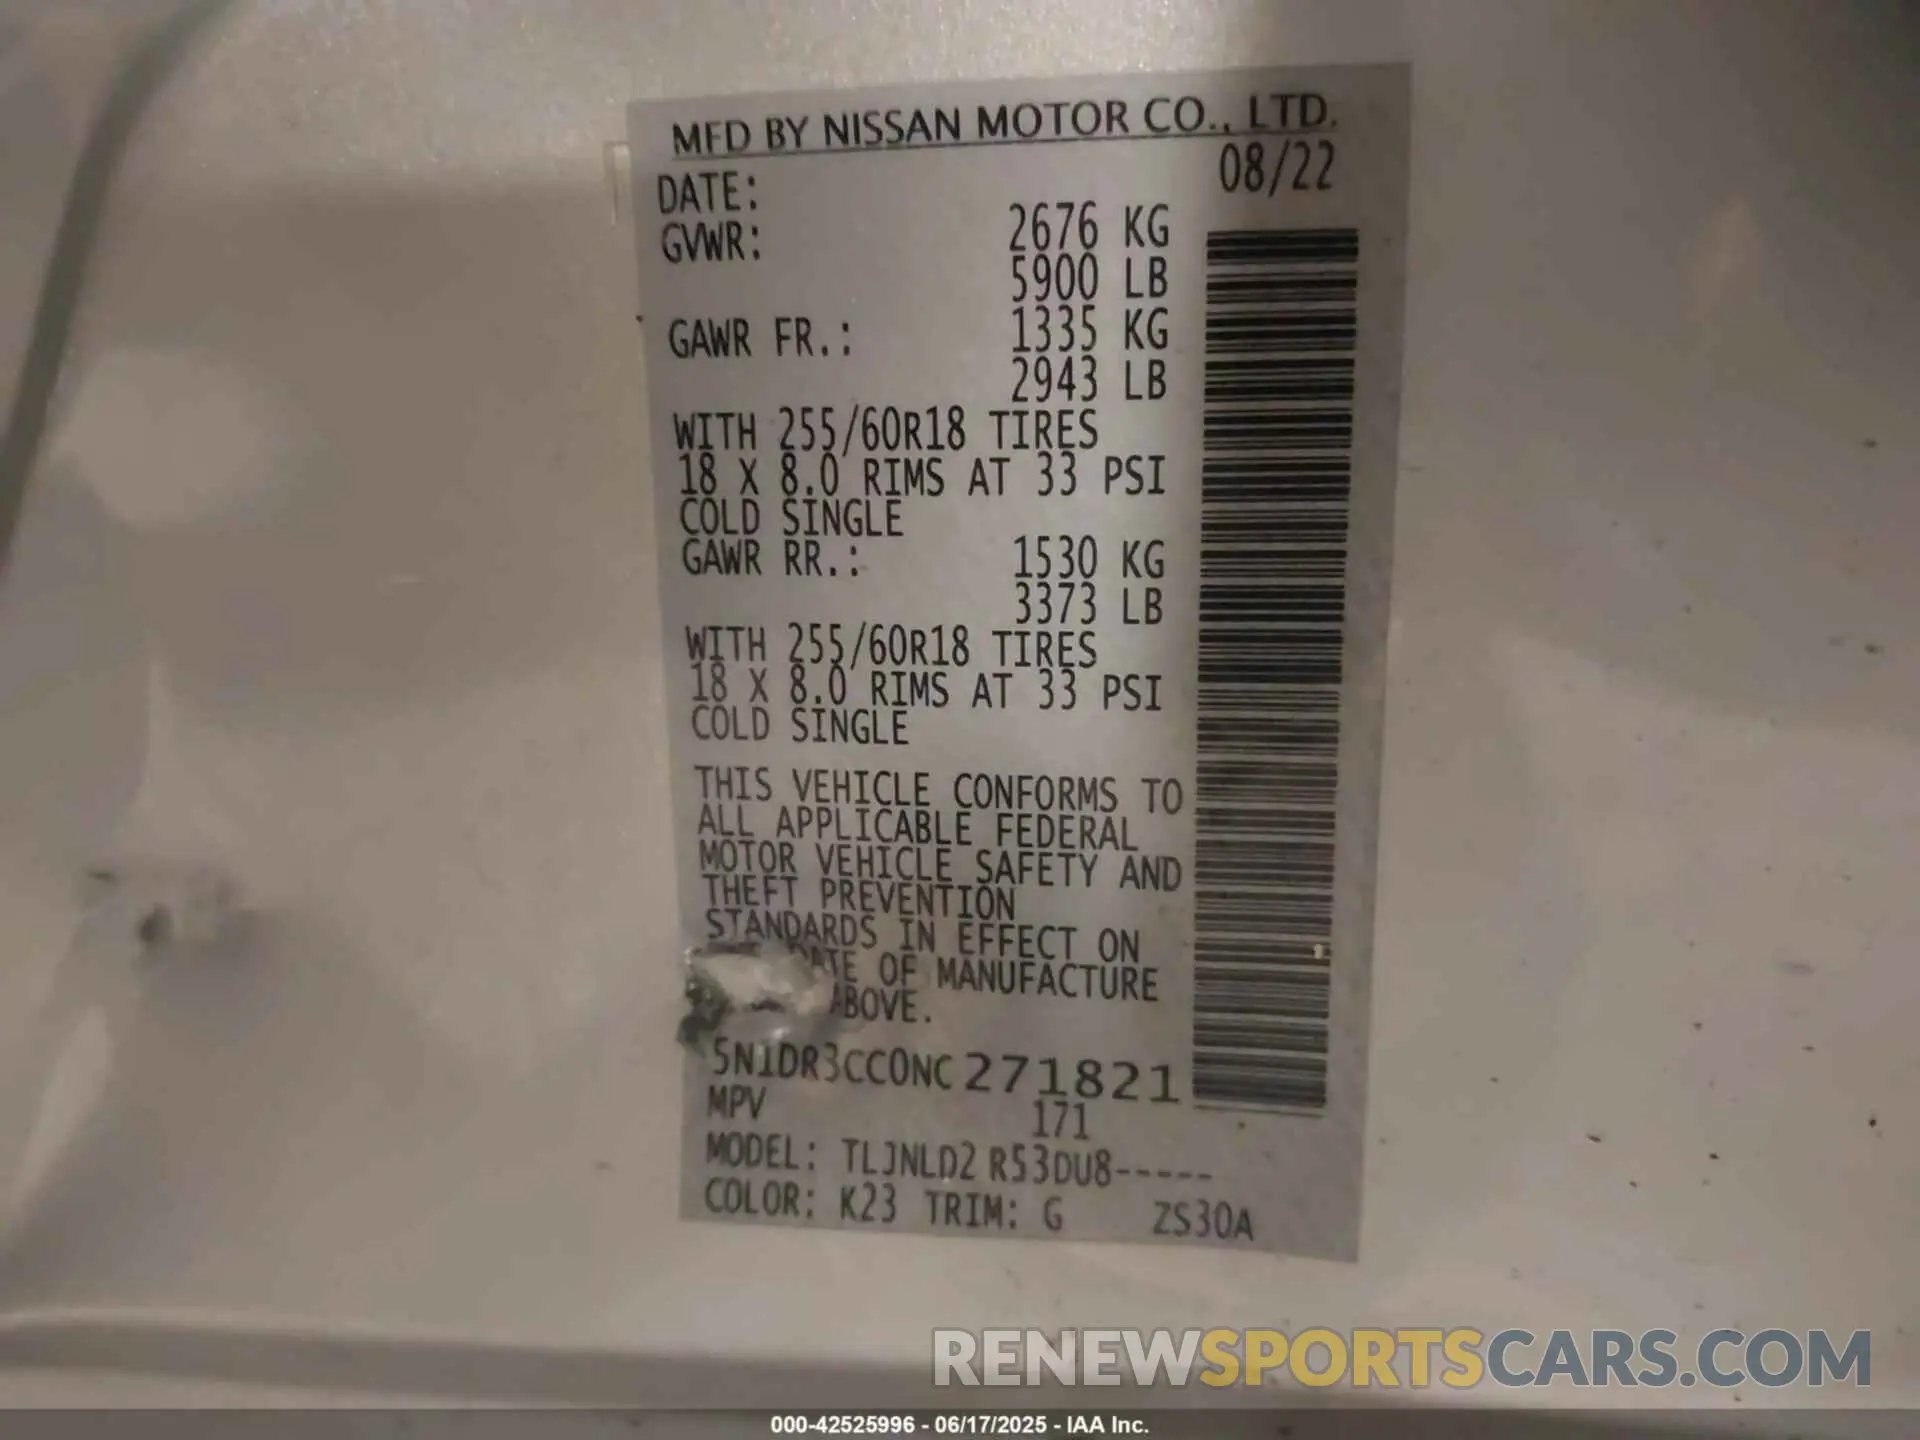 MFD BY NISSAN MOTOR CO., LTD.
DATE: 08/22
GVWR: 2676 KG
5900 LB
GAWR FR.: 1335 KG
2943 LB
WITH 255/60R18 TIRES
18 X 8.0 RIMS AT 33 PSI
COLD SINGLE
GAWR RR.: 1530 KG
3373 LB
WITH 255/60R18 TIRES
18 X 8.0 RIMS AT 33 PSI
COLD SINGLE
THIS VEHICLE CONFORMS TO
ALL APPLICABLE FEDERAL
MOTOR VEHICLE SAFETY AND
THEFT PREVENTION
STANDARDS IN EFFECT ON
DATE OF MANUFACTURE
ABOVE.
5N1DR3CC0NC271821
MPV 171
MODEL: TLJNLD2 R53DU8-----
COLOR: K23 TRIM: G ZS30A
RENEWSPORTSCARS.COM
000-42525996 - 06/17/2025 - IAA Inc.